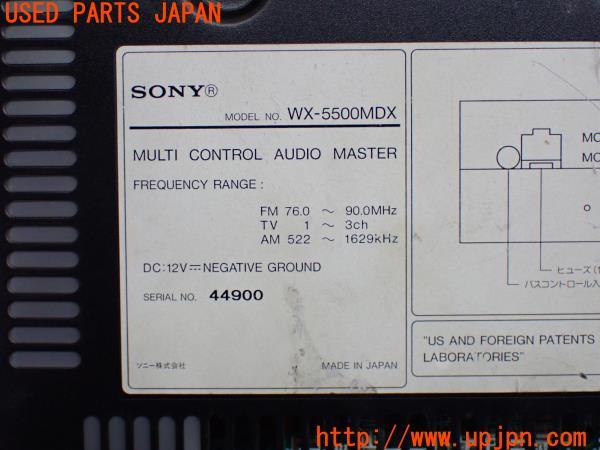 USED PARTS JAPAN
SONY®
MODEL NO. WX-5500MDX
MULTI CONTROL AUDIO MASTER
FREQUENCY RANGE :
FM 76.0 ～ 90.0MHz
TV 1 ～ 3ch
AM 522 ～ 1629kHz
DC:12V⎓NEGATIVE GROUND
SERIAL NO. 44900
ソニー株式会社 MADE IN JAPAN
MO
MO
ヒューズ(1
バスコントロール入
"US AND FOREIGN PATENTS
LABORATORIES"
http://www.upjpn.com